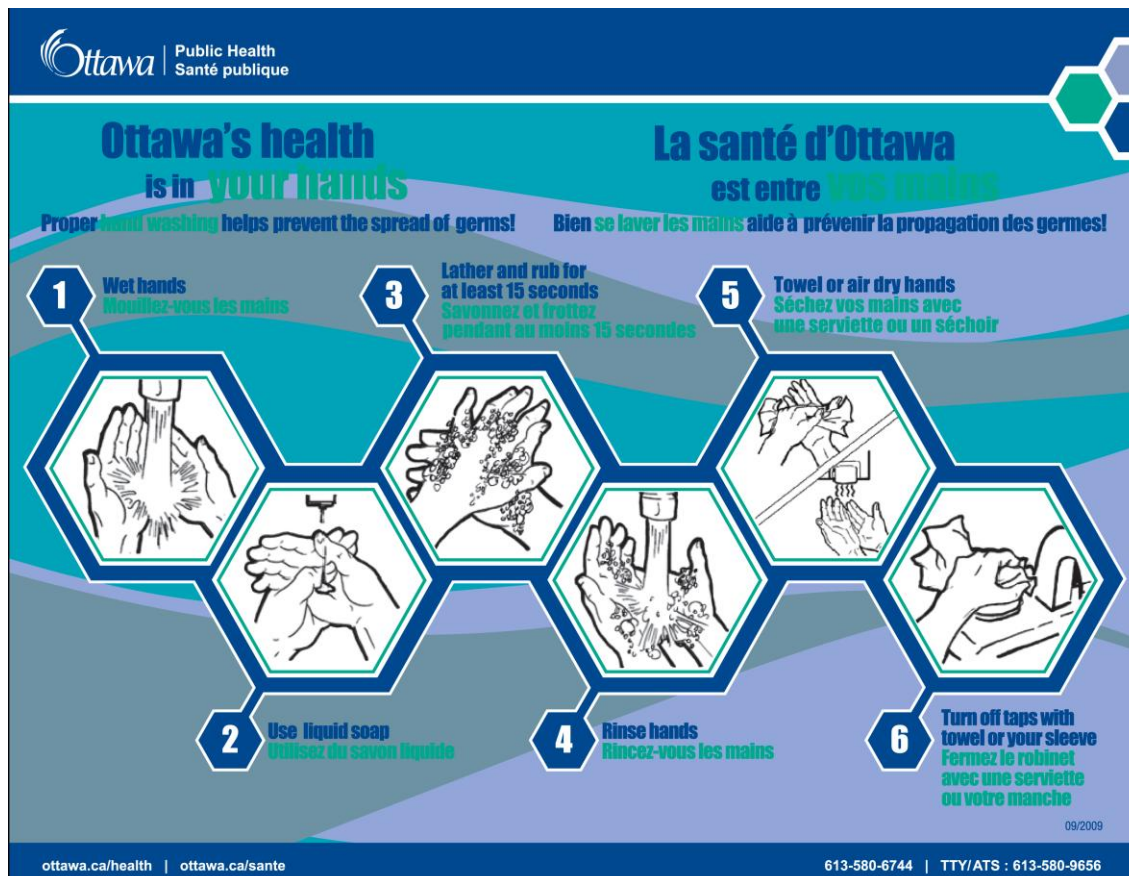 Ottawa
Public Health
Santé publique
Ottawa's health
is in your hands
Proper hand washing helps prevent the spread of germs!
La santé d'Ottawa
est entre vos mains
Bien se laver les mains aide à prévenir la propagation des germes!
1
Wet hands
Mouillez-vous les mains
3
Lather and rub for
at least 15 seconds
Savonnez et frottez
pendant au moins 15 secondes
5
Towel or air dry hands
Séchez vos mains avec
une serviette ou un séchoir
2
Use liquid soap
Utilisez du savon liquide
4
Rinse hands
Rincez-vous les mains
6
Turn off taps with
towel or your sleeve
Fermez le robinet
avec une serviette
ou votre manche
09/2009
ottawa.ca/health | ottawa.ca/sante
613-580-6744 | TTY/ATS : 613-580-9656